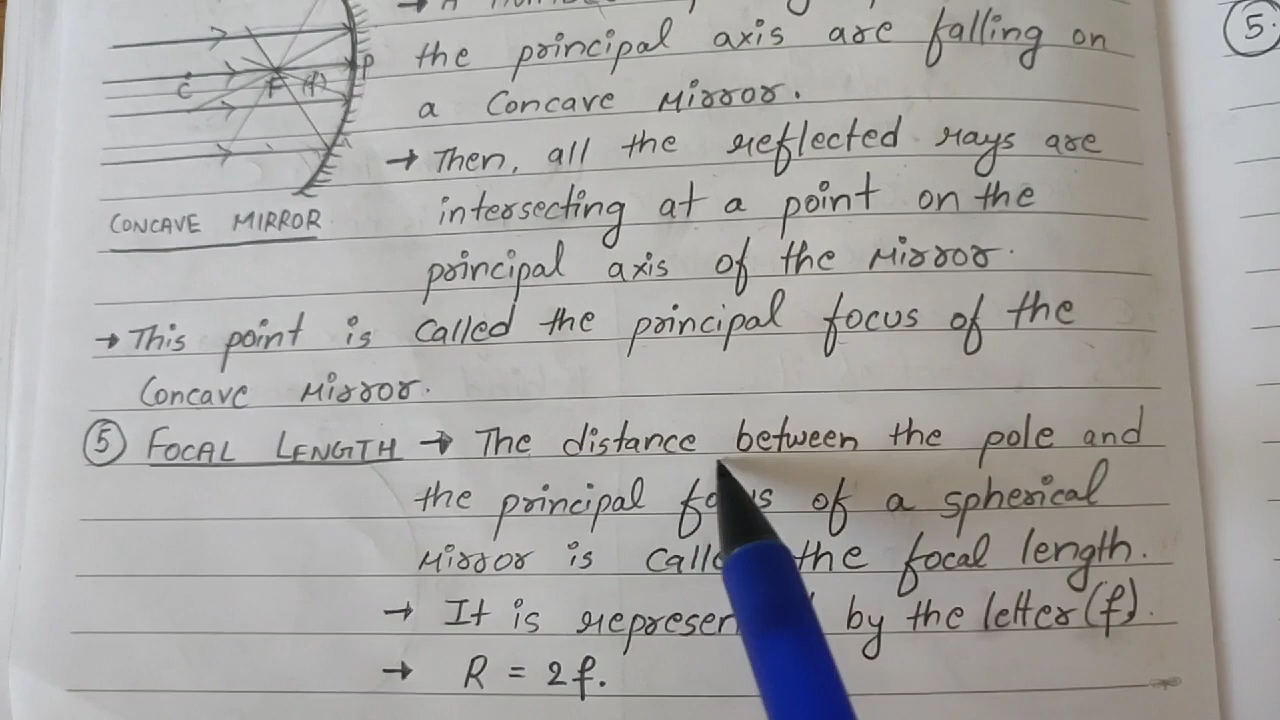 the principal axis are falling on
a Concave Mirror.
→ Then, all the reflected rays are
intersecting at a point on the
principal axis of the Mirror.
C F (f) P
CONCAVE MIRROR
→ This point is called the principal focus of the
Concave Mirror.
⑤ FOCAL LENGTH → The distance between the pole and
the principal focus of a spherical
Mirror is the focal length.
→ It is by the letter (f).
→ R = 2f.
⑤